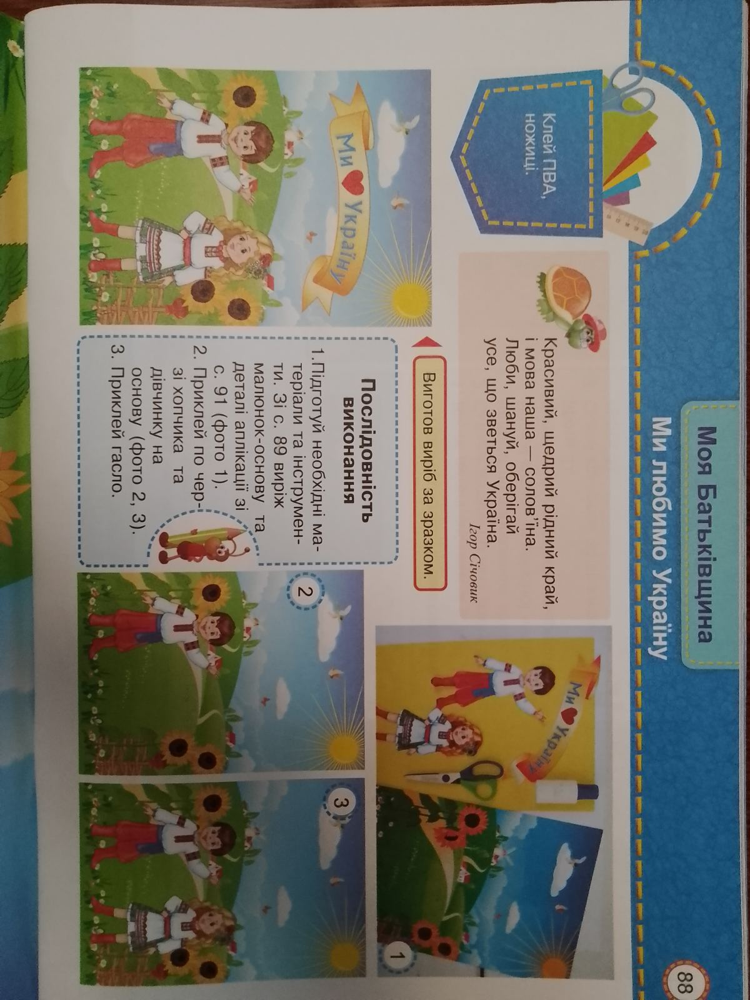 Моя Батьківщина
Ми любимо Україну
88
Клей ПВА,
ножиці.
Красивий, щедрий рідний край,
і мова наша — солов’їна.
Люби, шануй, оберігай
усе, що зветься Україна.
Ігор Січовик
Виготов виріб за зразком.
Ми
Україну
Послідовність
виконання
1.Підготуй необхідні ма-
теріали та інструмен-
ти. Зі с. 89 виріж
малюнок-основу та
деталі аплікації зі
с. 91 (фото 1).
2. Приклей по чер-
зі хопчика та
дівчинку на
основу (фото 2, 3).
3. Приклей гасло.
Ми
Україну
1
2
3